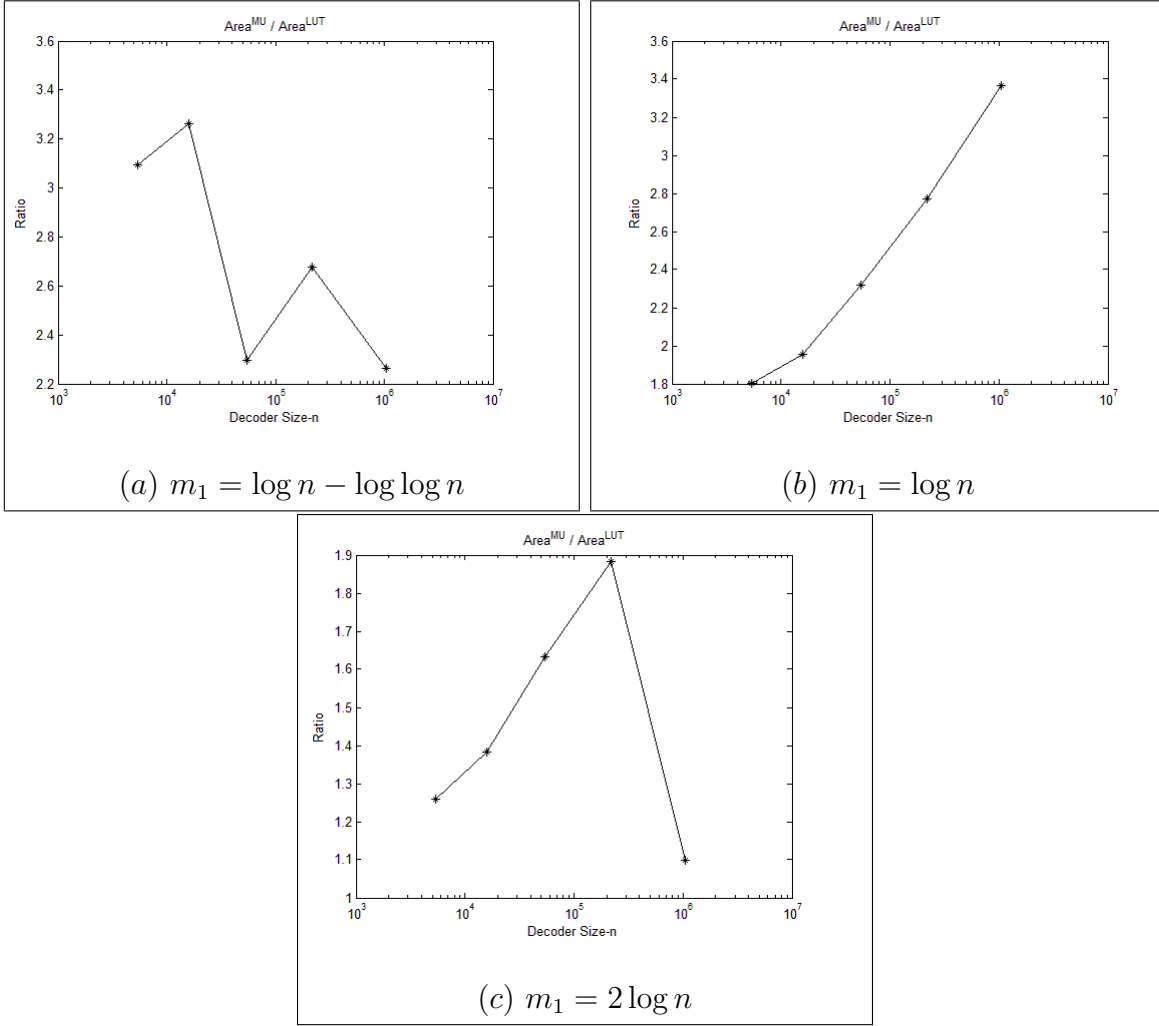 Area^MU / Area^LUT
3.6
3.4
3.2
3
2.8
2.6
2.4
2.2
Ratio
10^3 10^4 10^5 10^6 10^7
Decoder Size-n
(a) m_1 = log n − log log n
Area^MU / Area^LUT
3.6
3.4
3.2
3
2.8
2.6
2.4
2.2
2
1.8
Ratio
10^3 10^4 10^5 10^6 10^7
Decoder Size-n
(b) m_1 = log n
Area^MU / Area^LUT
1.9
1.8
1.7
1.6
1.5
1.4
1.3
1.2
1.1
1
Ratio
10^3 10^4 10^5 10^6 10^7
Decoder Size-n
(c) m_1 = 2 log n